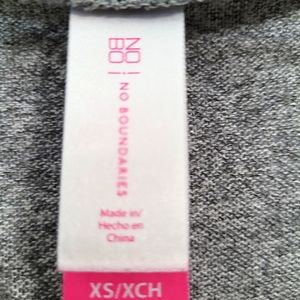 NO!
BO!
NO BOUNDARIES
Made in/
Hecho en
China
XS/XCH